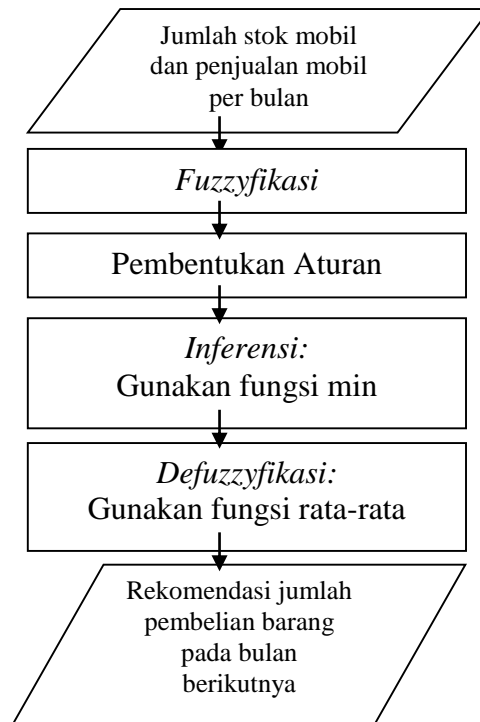 Jumlah stok mobil
dan penjualan mobil
per bulan
Fuzzyfikasi
Pembentukan Aturan
Inferensi:
Gunakan fungsi min
Defuzzyfikasi:
Gunakan fungsi rata-rata
Rekomendasi jumlah
pembelian barang
pada bulan
berikutnya